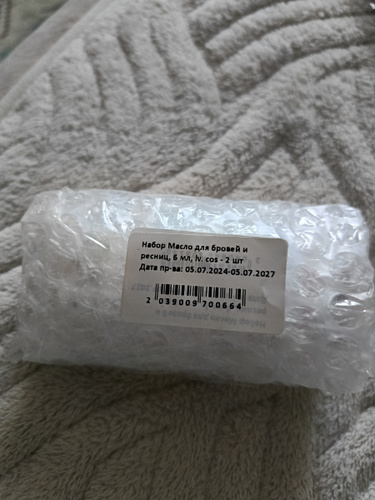 Набор Масло для бровей и
ресниц, 6 мл, iv. cos - 2 шт
Дата пр-ва: 05.07.2024-05.07.2027
2 039009 700664